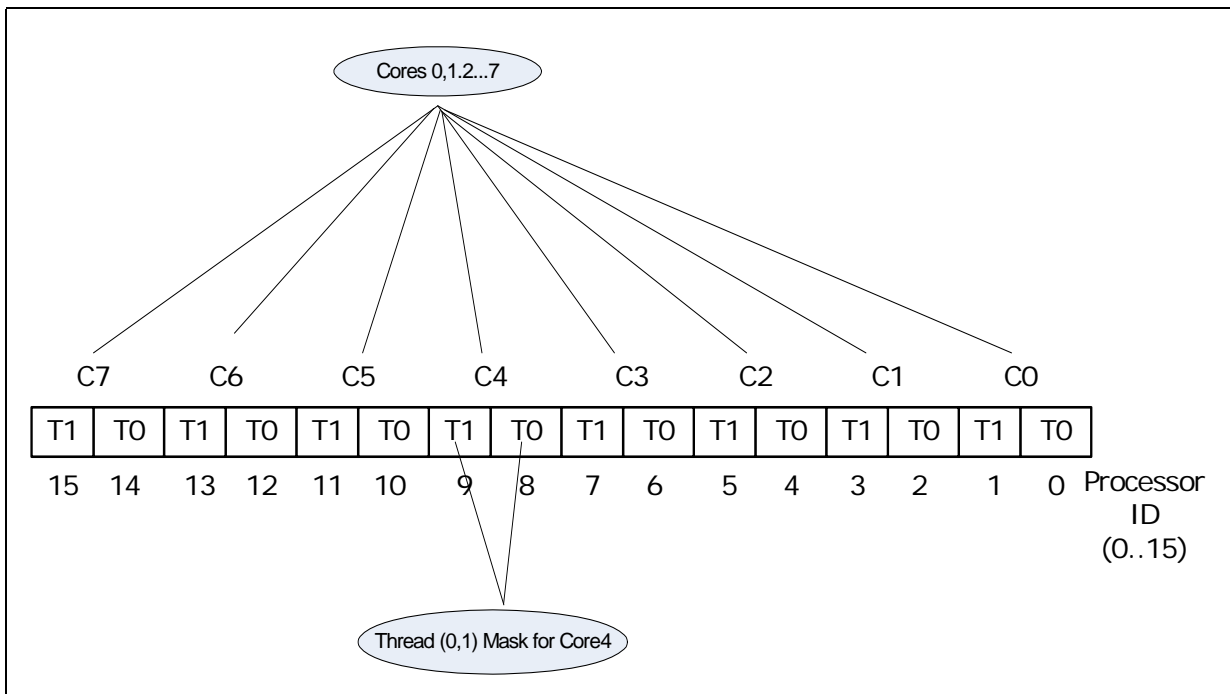 Cores 0,1.2...7
C7 C6 C5 C4 C3 C2 C1 C0
T1 T0 T1 T0 T1 T0 T1 T0 T1 T0 T1 T0 T1 T0 T1 T0
15 14 13 12 11 10 9 8 7 6 5 4 3 2 1 0 Processor
ID
(0..15)
Thread (0,1) Mask for Core4